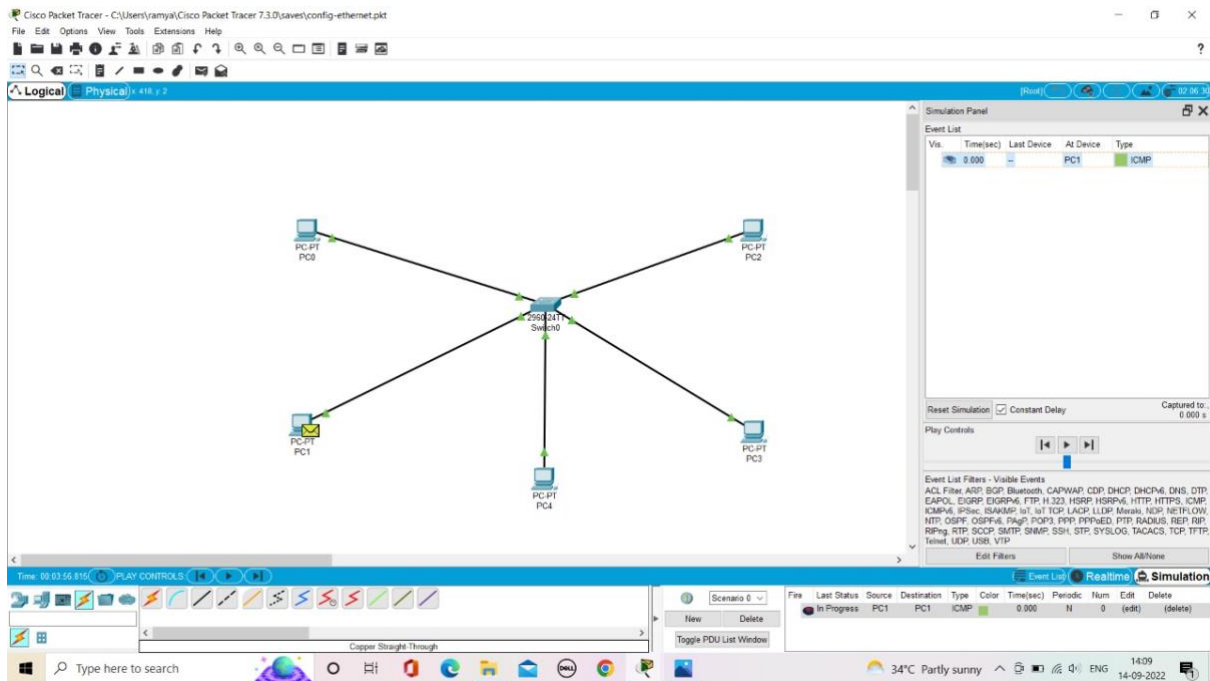 Cisco Packet Tracer - C:\Users\ramya\Cisco Packet Tracer 7.3.0\saves\config-ethernet.pkt
File Edit Options View Tools Extensions Help
?
Logical Physical x 418, y 2
[Root] 02:06:30
Simulation Panel
Event List
Vis. Time(sec) Last Device At Device Type
0.000 -- PC1 ICMP
PC-PT
PC0
PC-PT
PC2
2960-24TT
Switch0
PC-PT
PC1
PC-PT
PC3
PC-PT
PC4
Reset Simulation Constant Delay
Captured to:
0.000 s
Play Controls
Event List Filters - Visible Events
ACL Filter, ARP, BGP, Bluetooth, CAPWAP, CDP, DHCP, DHCPv6, DNS, DTP,
EAPOL, EIGRP, EIGRPv6, FTP, H.323, HSRP, HSRPv6, HTTP, HTTPS, ICMP,
ICMPv6, IPSec, ISAKMP, IoT, IoT TCP, LACP, LLDP, Meraki, NDP, NETFLOW,
NTP, OSPF, OSPFv6, PAgP, POP3, PPP, PPPoED, PTP, RADIUS, REP, RIP,
RIPng, RTP, SCCP, SMTP, SNMP, SSH, STP, SYSLOG, TACACS, TCP, TFTP,
Telnet, UDP, USB, VTP
Edit Filters Show All/None
Time: 00:03:56.815 PLAY CONTROLS:
Event List Realtime Simulation
Scenario 0
New Delete
Toggle PDU List Window
Fire Last Status Source Destination Type Color Time(sec) Periodic Num Edit Delete
In Progress PC1 PC1 ICMP 0.000 N 0 (edit) (delete)
Copper Straight-Through
Type here to search
DELL
34°C Partly sunny
ENG
14:09
14-09-2022
1